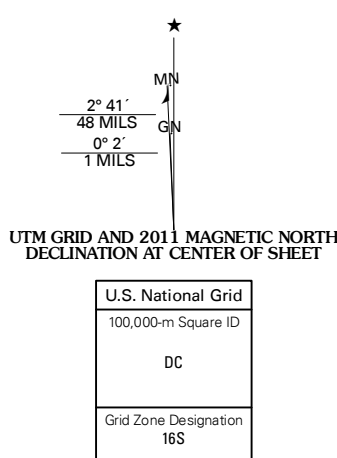 MN
2° 41´
48 MILS
GN
0° 2´
1 MILS
UTM GRID AND 2011 MAGNETIC NORTH
DECLINATION AT CENTER OF SHEET
U.S. National Grid
100,000-m Square ID
DC
Grid Zone Designation
16S